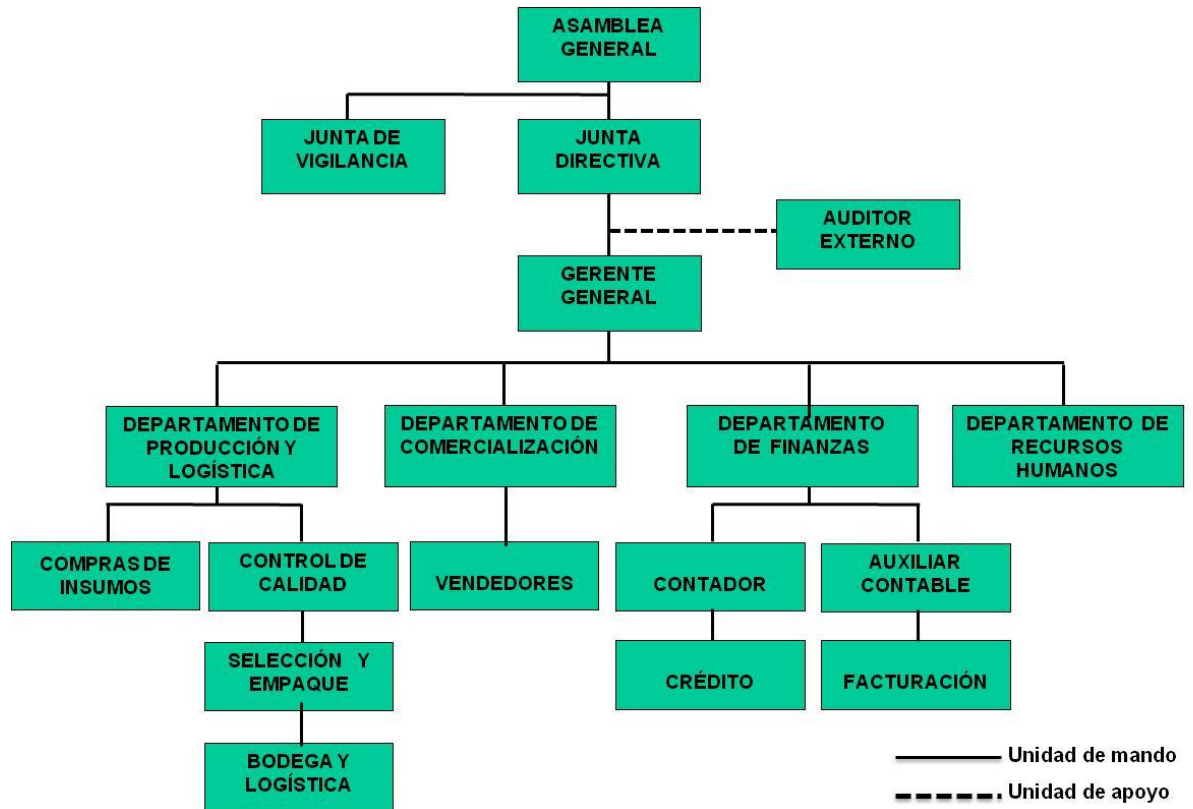 ASAMBLEA
GENERAL
JUNTA DE
VIGILANCIA
JUNTA
DIRECTIVA
AUDITOR
EXTERNO
GERENTE
GENERAL
DEPARTAMENTO DE
PRODUCCIÓN Y
LOGÍSTICA
DEPARTAMENTO DE
COMERCIALIZACIÓN
DEPARTAMENTO
DE FINANZAS
DEPARTAMENTO DE
RECURSOS
HUMANOS
COMPRAS DE
INSUMOS
CONTROL DE
CALIDAD
VENDEDORES
CONTADOR
AUXILIAR
CONTABLE
SELECCIÓN Y
EMPAQUE
CRÉDITO
FACTURACIÓN
BODEGA Y
LOGÍSTICA
Unidad de mando
Unidad de apoyo